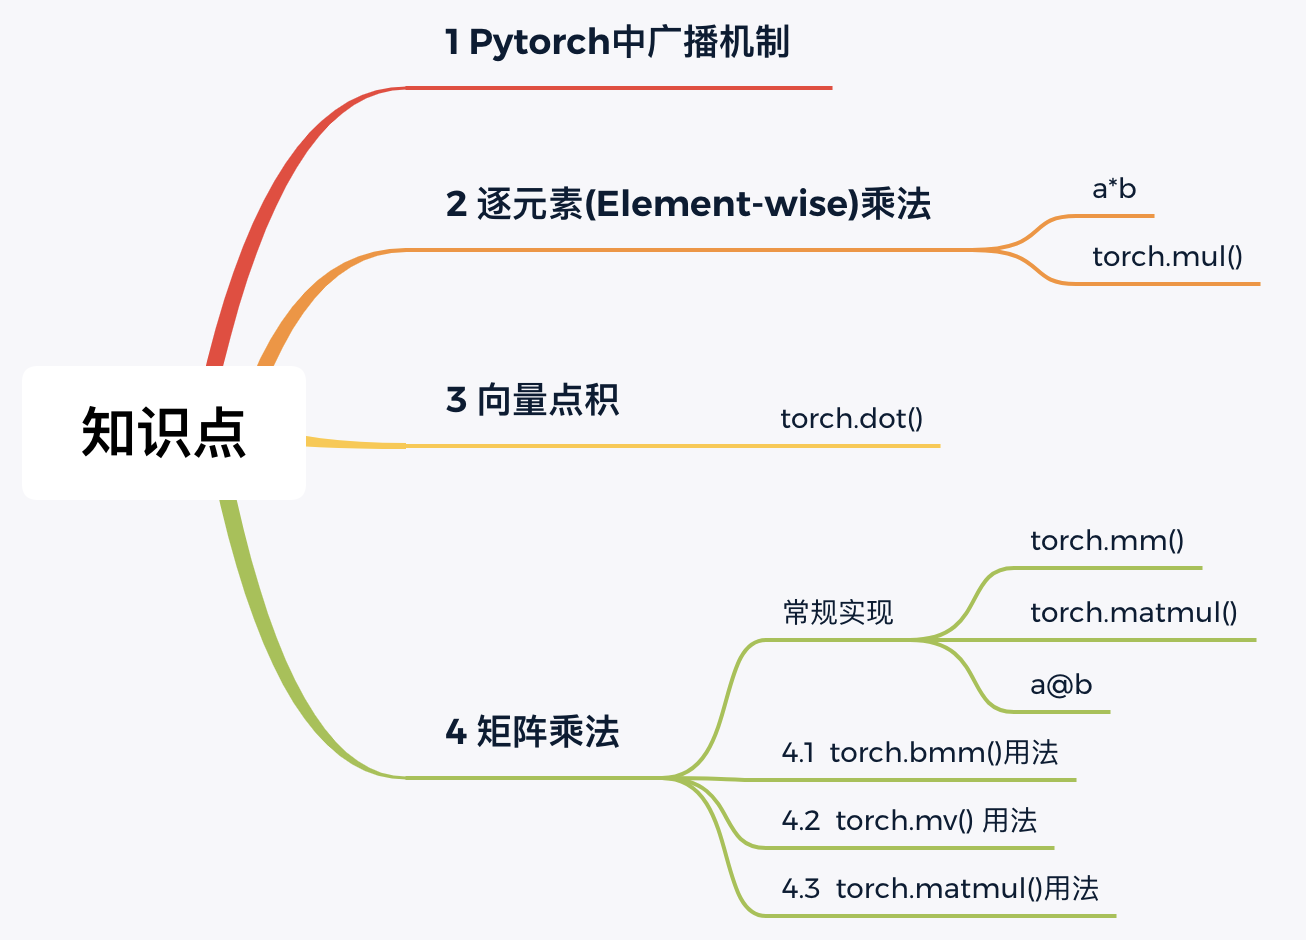 1 Pytorch中广播机制
2 逐元素(Element-wise)乘法
a*b
torch.mul()
知识点
3 向量点积
torch.dot()
4 矩阵乘法
常规实现
torch.mm()
torch.matmul()
a@b
4.1 torch.bmm()用法
4.2 torch.mv() 用法
4.3 torch.matmul()用法